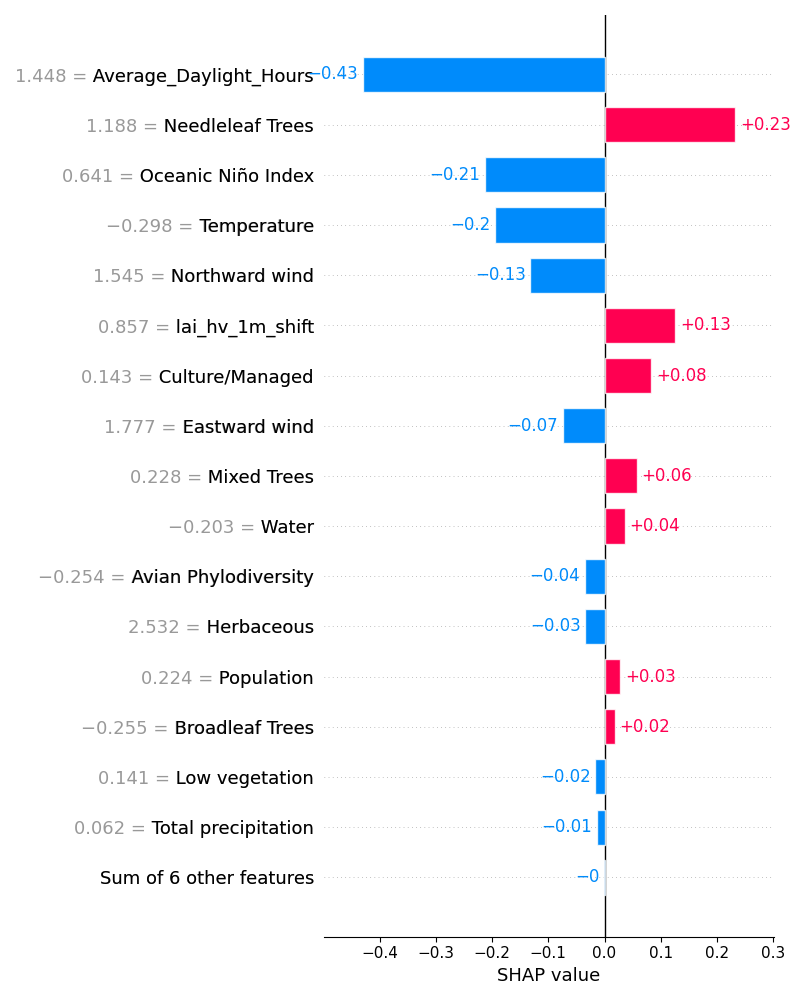 1.448 = Average_Daylight_Hours −0.43
1.188 = Needleleaf Trees +0.23
0.641 = Oceanic Niño Index −0.21
−0.298 = Temperature −0.2
1.545 = Northward wind −0.13
0.857 = lai_hv_1m_shift +0.13
0.143 = Culture/Managed +0.08
1.777 = Eastward wind −0.07
0.228 = Mixed Trees +0.06
−0.203 = Water +0.04
−0.254 = Avian Phylodiversity −0.04
2.532 = Herbaceous −0.03
0.224 = Population +0.03
−0.255 = Broadleaf Trees +0.02
0.141 = Low vegetation −0.02
0.062 = Total precipitation −0.01
Sum of 6 other features −0
−0.4 −0.3 −0.2 −0.1 0.0 0.1 0.2 0.3
SHAP value